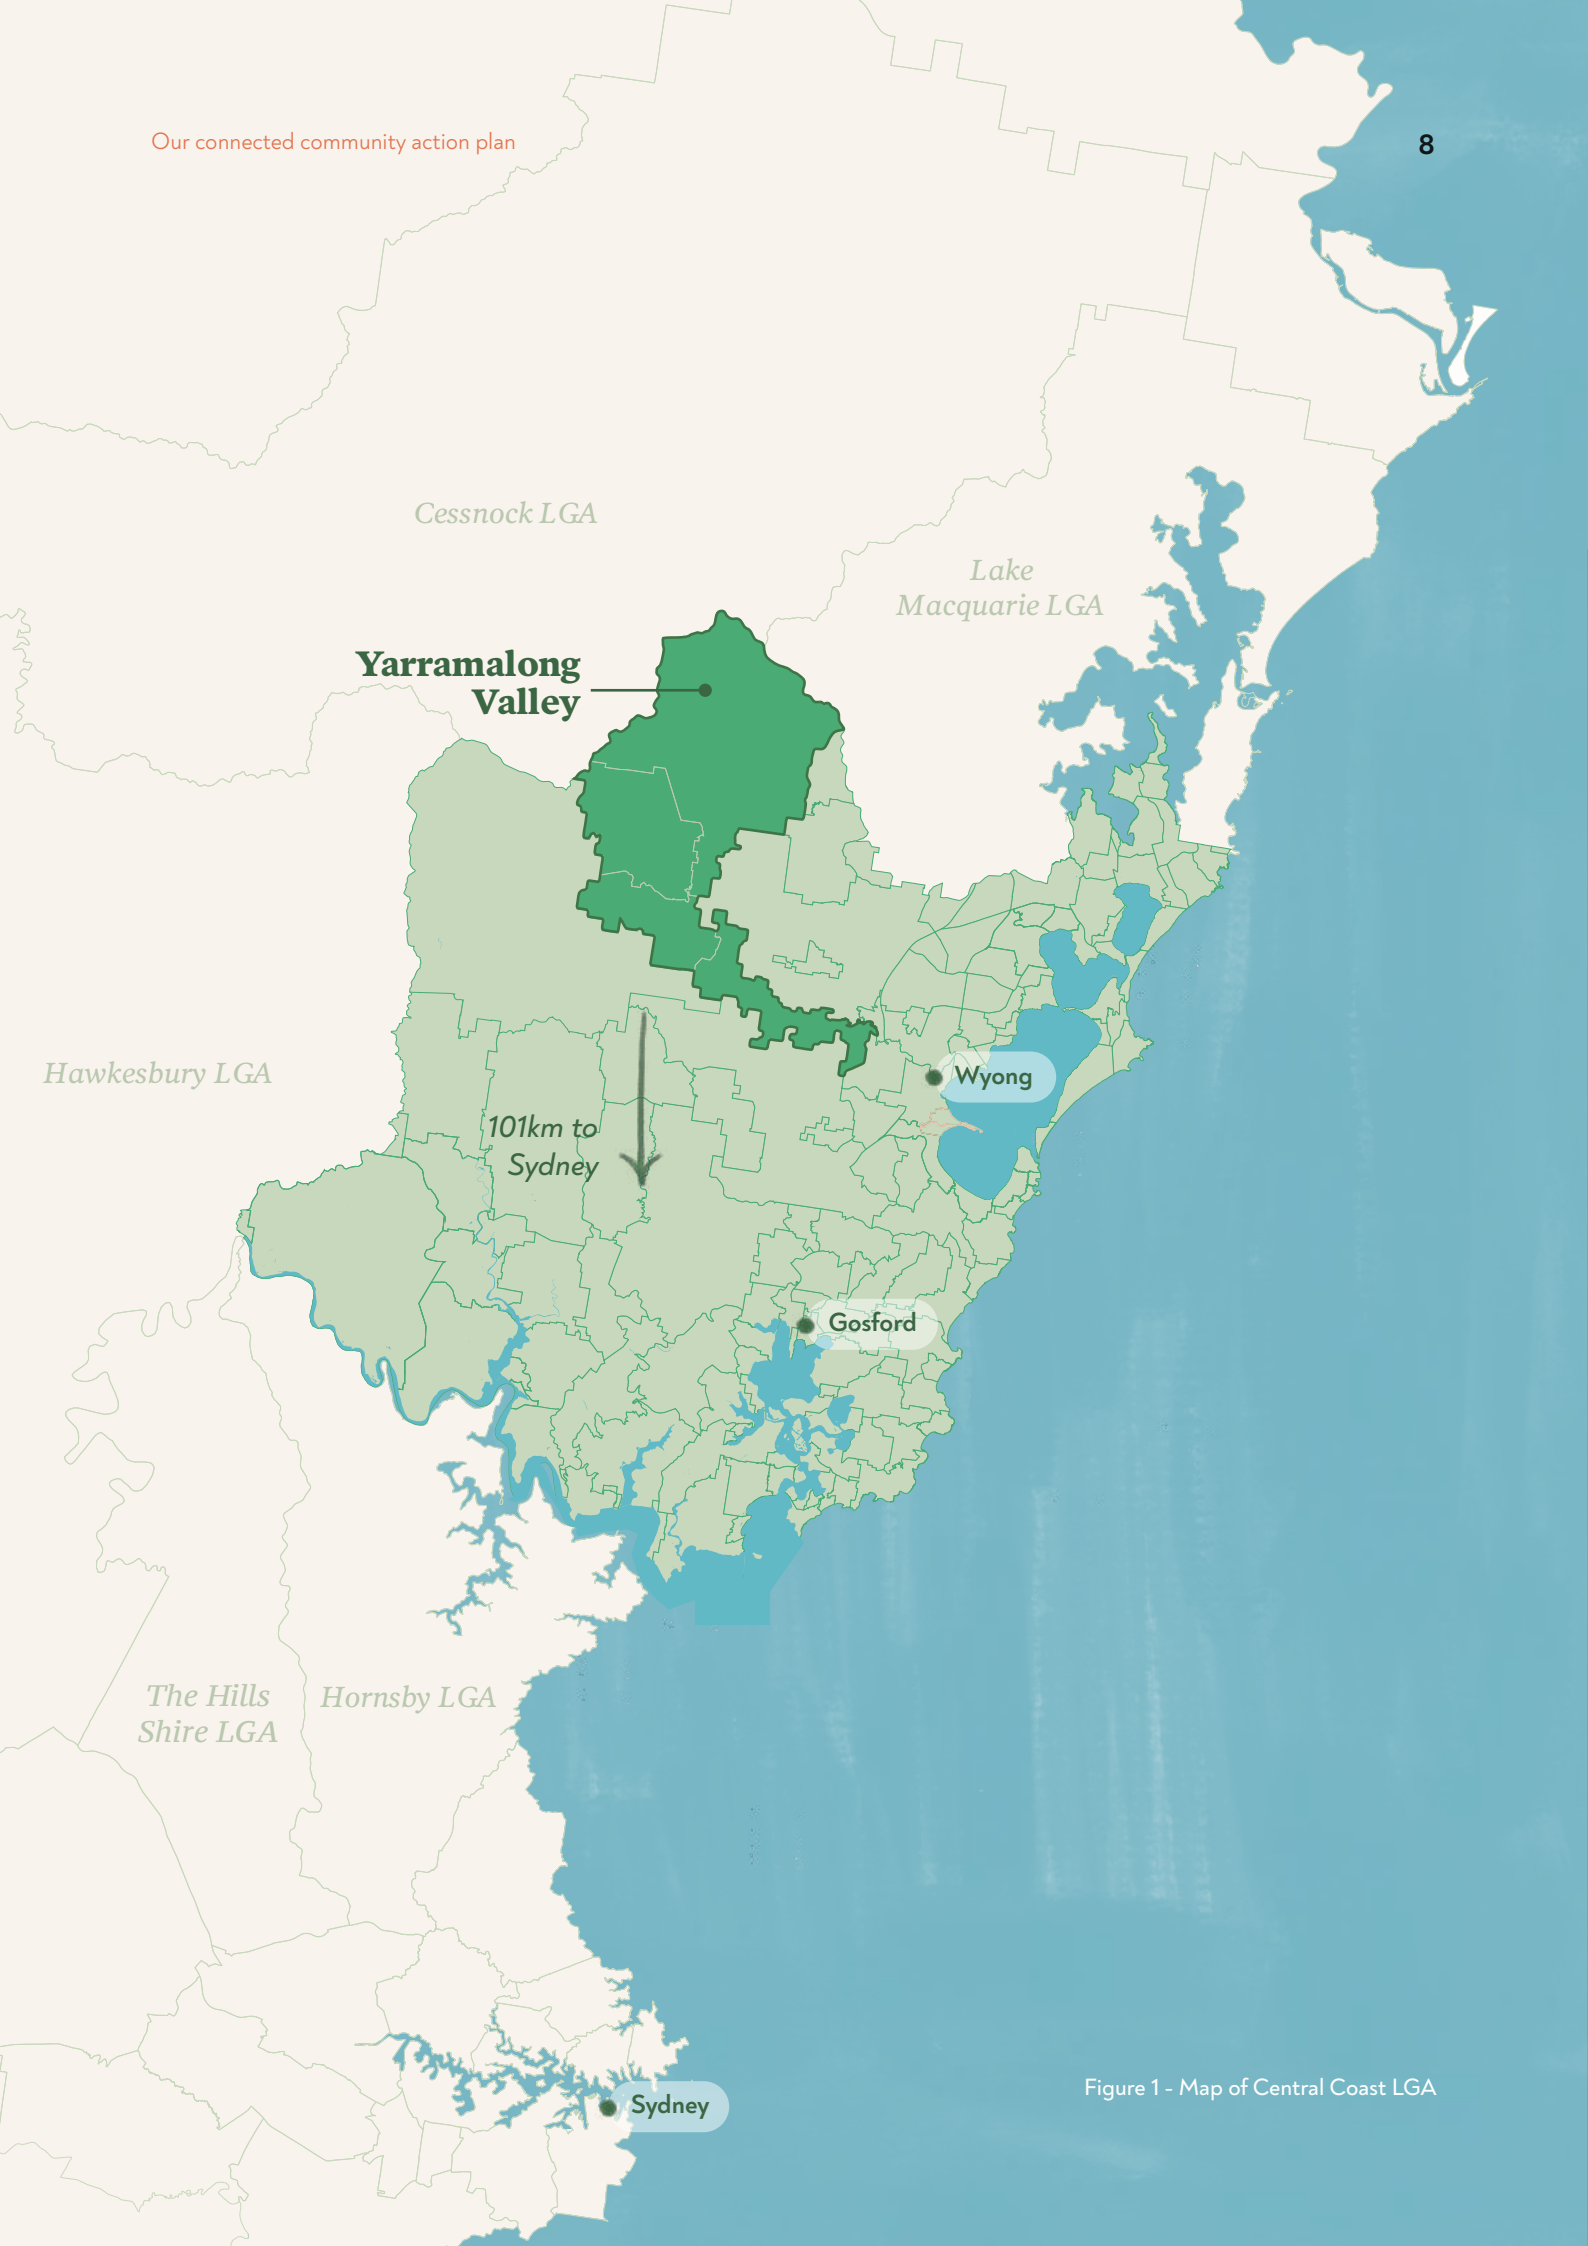 Our connected community action plan
8
Cessnock LGA
Lake
Macquarie LGA
Yarramalong
Valley
Hawkesbury LGA
Wyong
101km to
Sydney
Gosford
The Hills
Shire LGA
Hornsby LGA
Figure 1 - Map of Central Coast LGA
Sydney